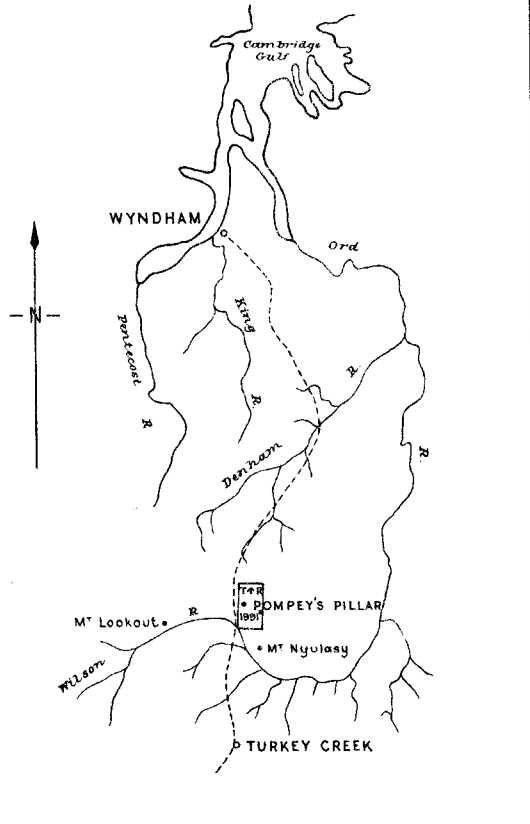 Cambridge
Gulf
WYNDHAM
Ord
N
King
Pentecost
R.
R.
R
R.
Denham
T↑R
POMPEY'S PILLAR
1991
MT Lookout
R
MT Nyulasy
Wilson
TURKEY CREEK